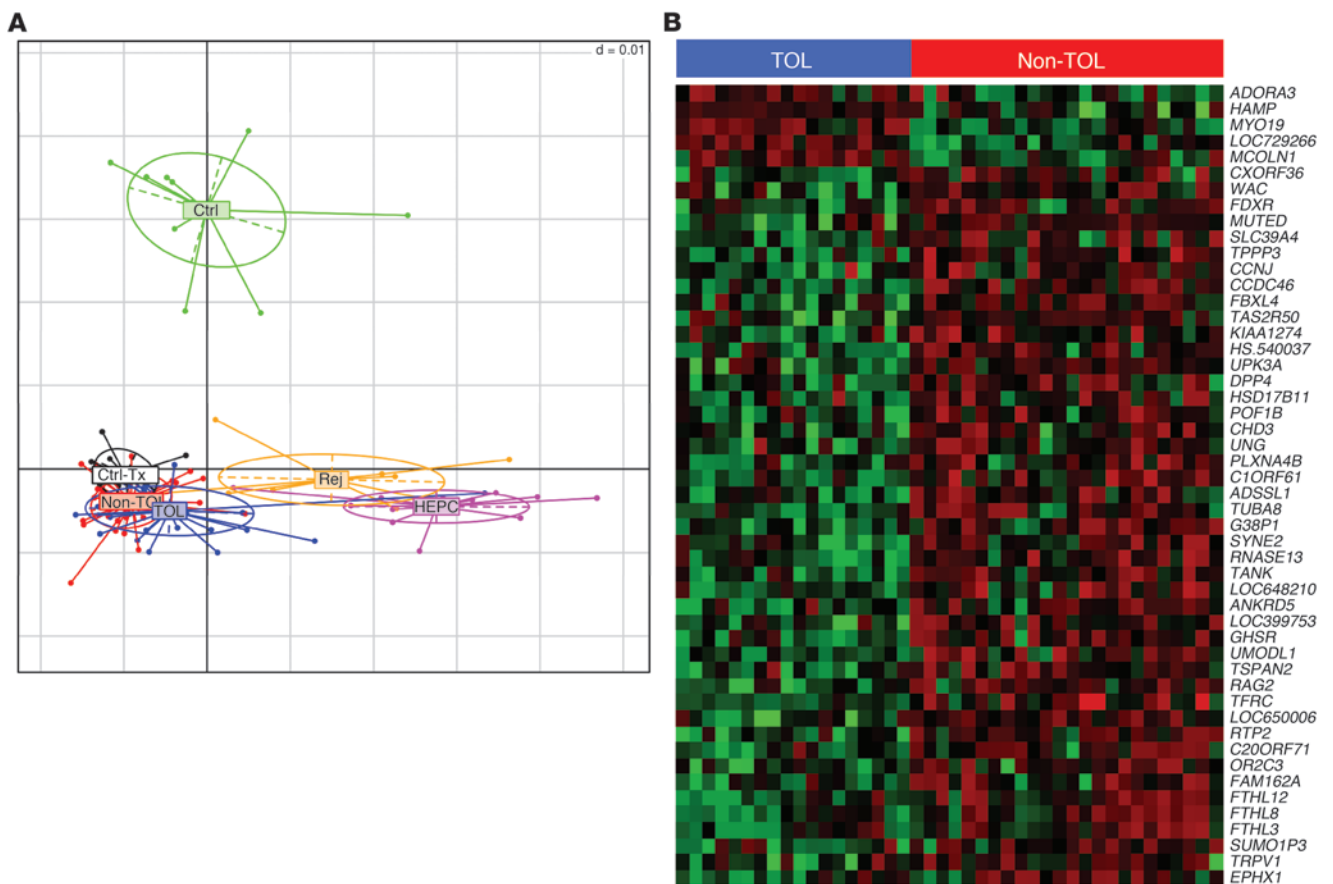 A
d = 0.01
Ctrl
Ctrl-Tx
Rej
Non-TOL
TOL
HEPC
B
TOL
Non-TOL
ADORA3
HAMP
MYO19
LOC729266
MCOLN1
CXORF36
WAC
FDXR
MUTED
SLC39A4
TPPP3
CCNJ
CCDC46
FBXL4
TAS2R50
KIAA1274
HS.540037
UPK3A
DPP4
HSD17B11
POF1B
CHD3
UNG
PLXNA4B
C1ORF61
ADSSL1
TUBA8
G38P1
SYNE2
RNASE13
TANK
LOC648210
ANKRD5
LOC399753
GHSR
UMODL1
TSPAN2
RAG2
TFRC
LOC650006
RTP2
C20ORF71
OR2C3
FAM162A
FTHL12
FTHL8
FTHL3
SUMO1P3
TRPV1
EPHX1